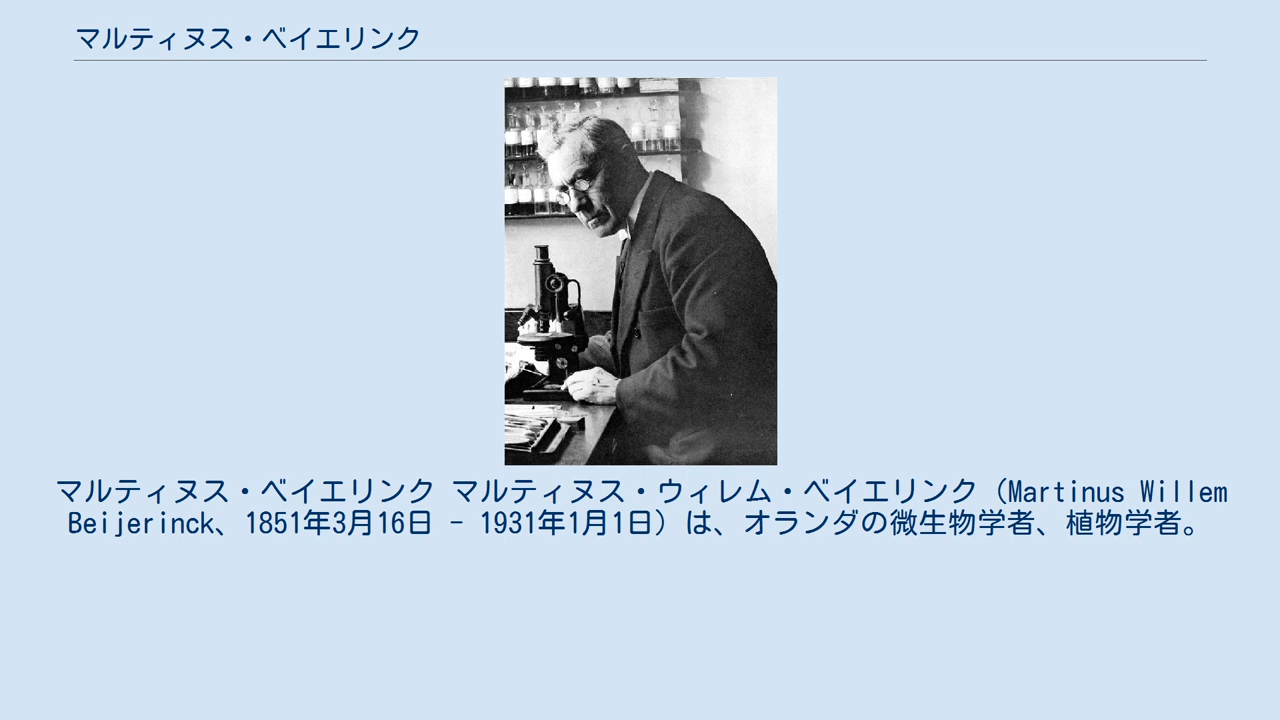 マルティヌス・ベイエリンク
マルティヌス・ベイエリンク マルティヌス・ウィレム・ベイエリンク（Martinus Willem
Beijerinck、1851年3月16日 - 1931年1月1日）は、オランダの微生物学者、植物学者。